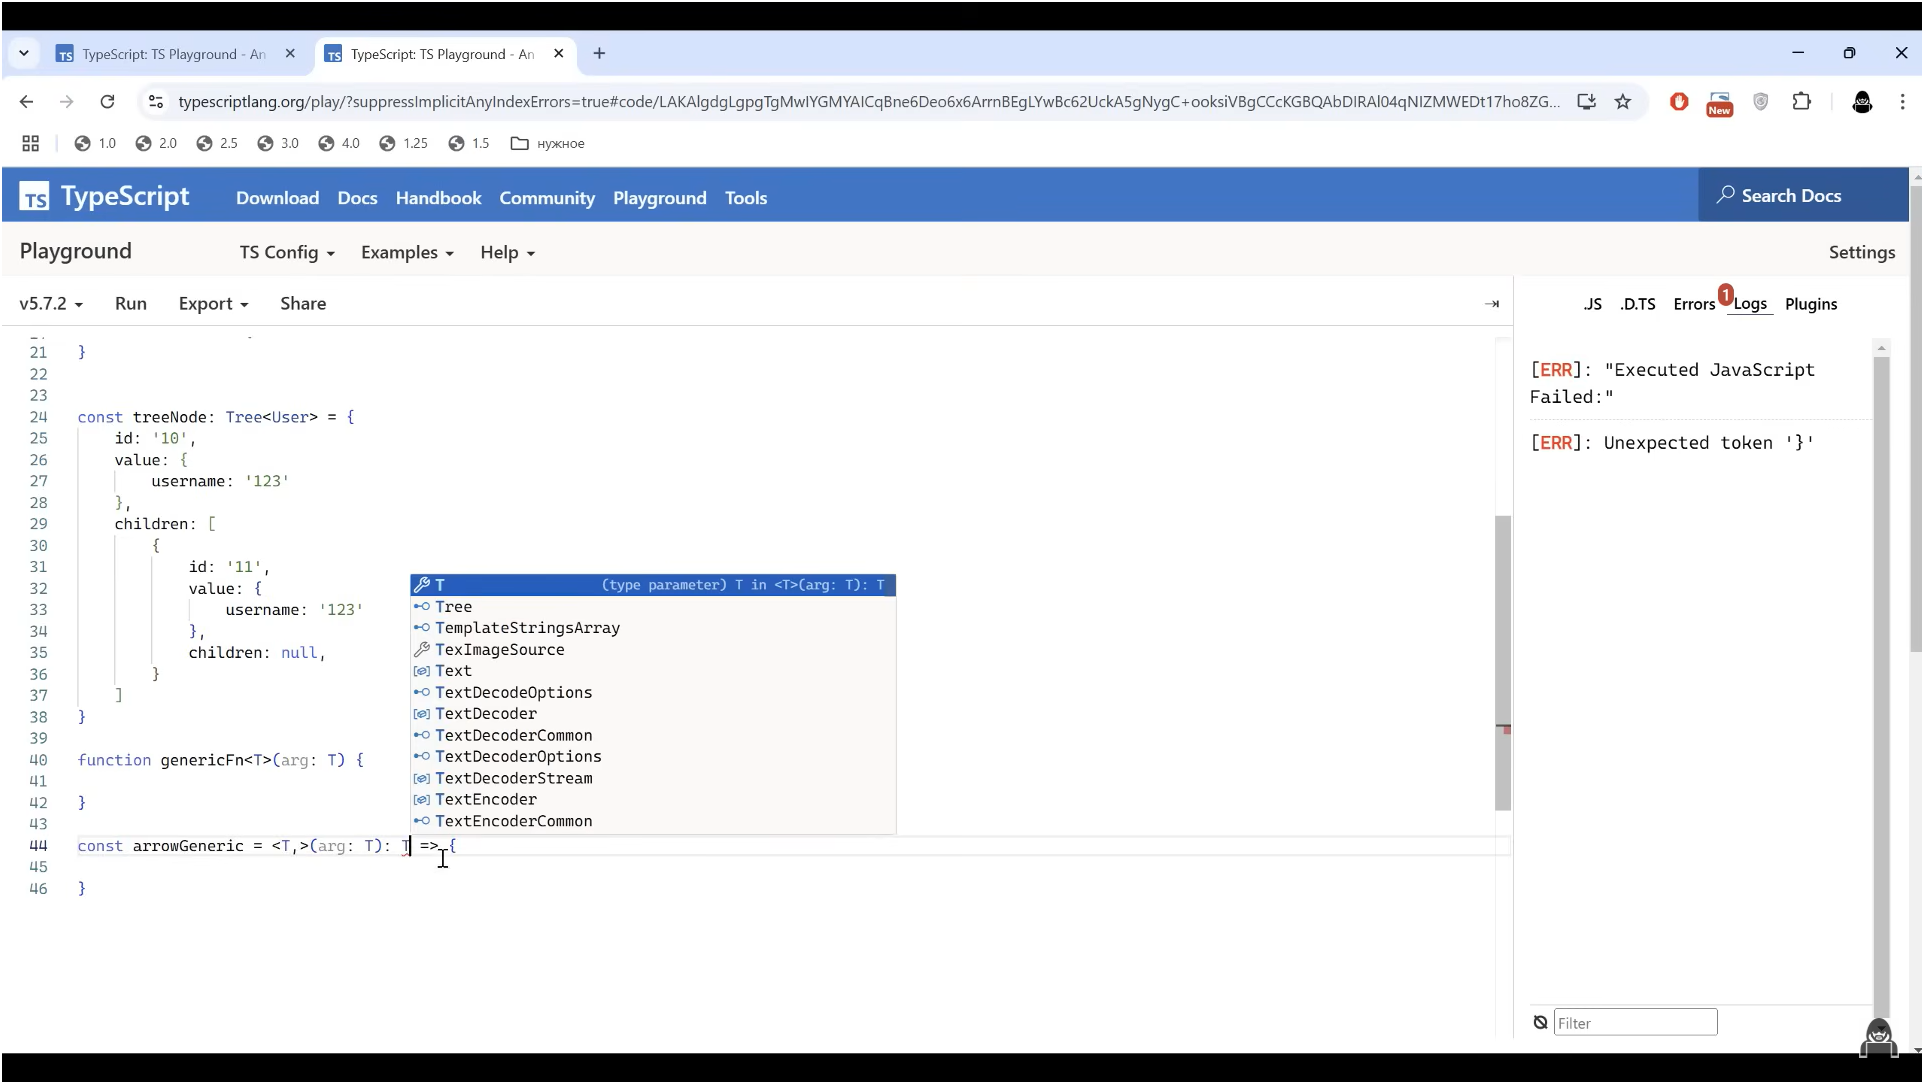 TypeScript: TS Playground - An
TypeScript: TS Playground - An
typescriptlang.org/play/?suppressImplicitAnyIndexErrors=true#code/LAKAlgdgLgpgTgMwIYGMYAICqBne6Deo6x6ArrnBEgLYwBc62UckA5gNygC+ooksiVBgCCcKGBQAbDIRAl04qNIZMWEDt17ho8ZG...
New
1.0
2.0
2.5
3.0
4.0
1.25
1.5
нужное
TS TypeScript
Download
Docs
Handbook
Community
Playground
Tools
Search Docs
Playground
TS Config
Examples
Help
Settings
v5.7.2
Run
Export
Share
.JS
.D.TS
Errors
1
Logs
Plugins
21 }
22
23
24 const treeNode: Tree<User> = {
25 id: '10',
26 value: {
27 username: '123'
28 },
29 children: [
30 {
31 id: '11',
32 value: {
33 username: '123'
34 },
35 children: null,
36 }
37 ]
38 }
39
40 function genericFn<T>(arg: T) {
41
42 }
43
44 const arrowGeneric = <T,>(arg: T): T => {
45
46 }
T (type parameter) T in <T>(arg: T): T
Tree
TemplateStringsArray
TexImageSource
Text
TextDecodeOptions
TextDecoder
TextDecoderCommon
TextDecoderOptions
TextDecoderStream
TextEncoder
TextEncoderCommon
[ERR]: "Executed JavaScript
Failed:"
[ERR]: Unexpected token '}'
Filter